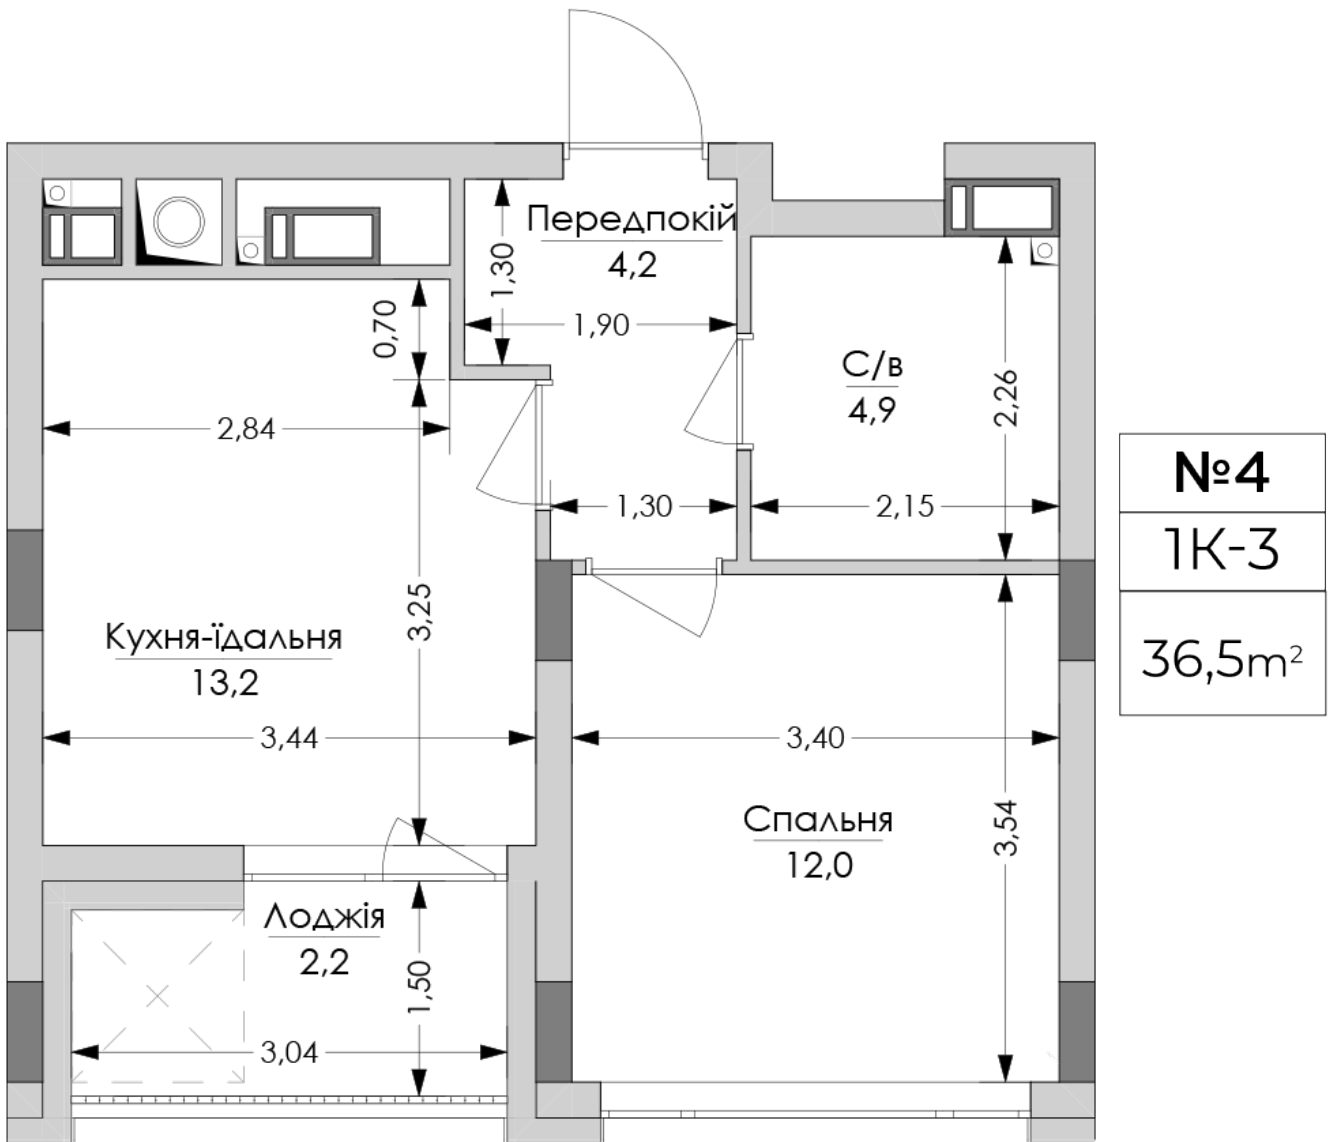 Передпокій
4,2
1,30
1,90
0,70
С/в
4,9
2,26
2,84
1,30
2,15
№4
1К-3
36,5m²
3,25
Кухня-їдальня
13,2
3,44
3,40
Спальня
12,0
3,54
Лоджія
2,2
1,50
3,04